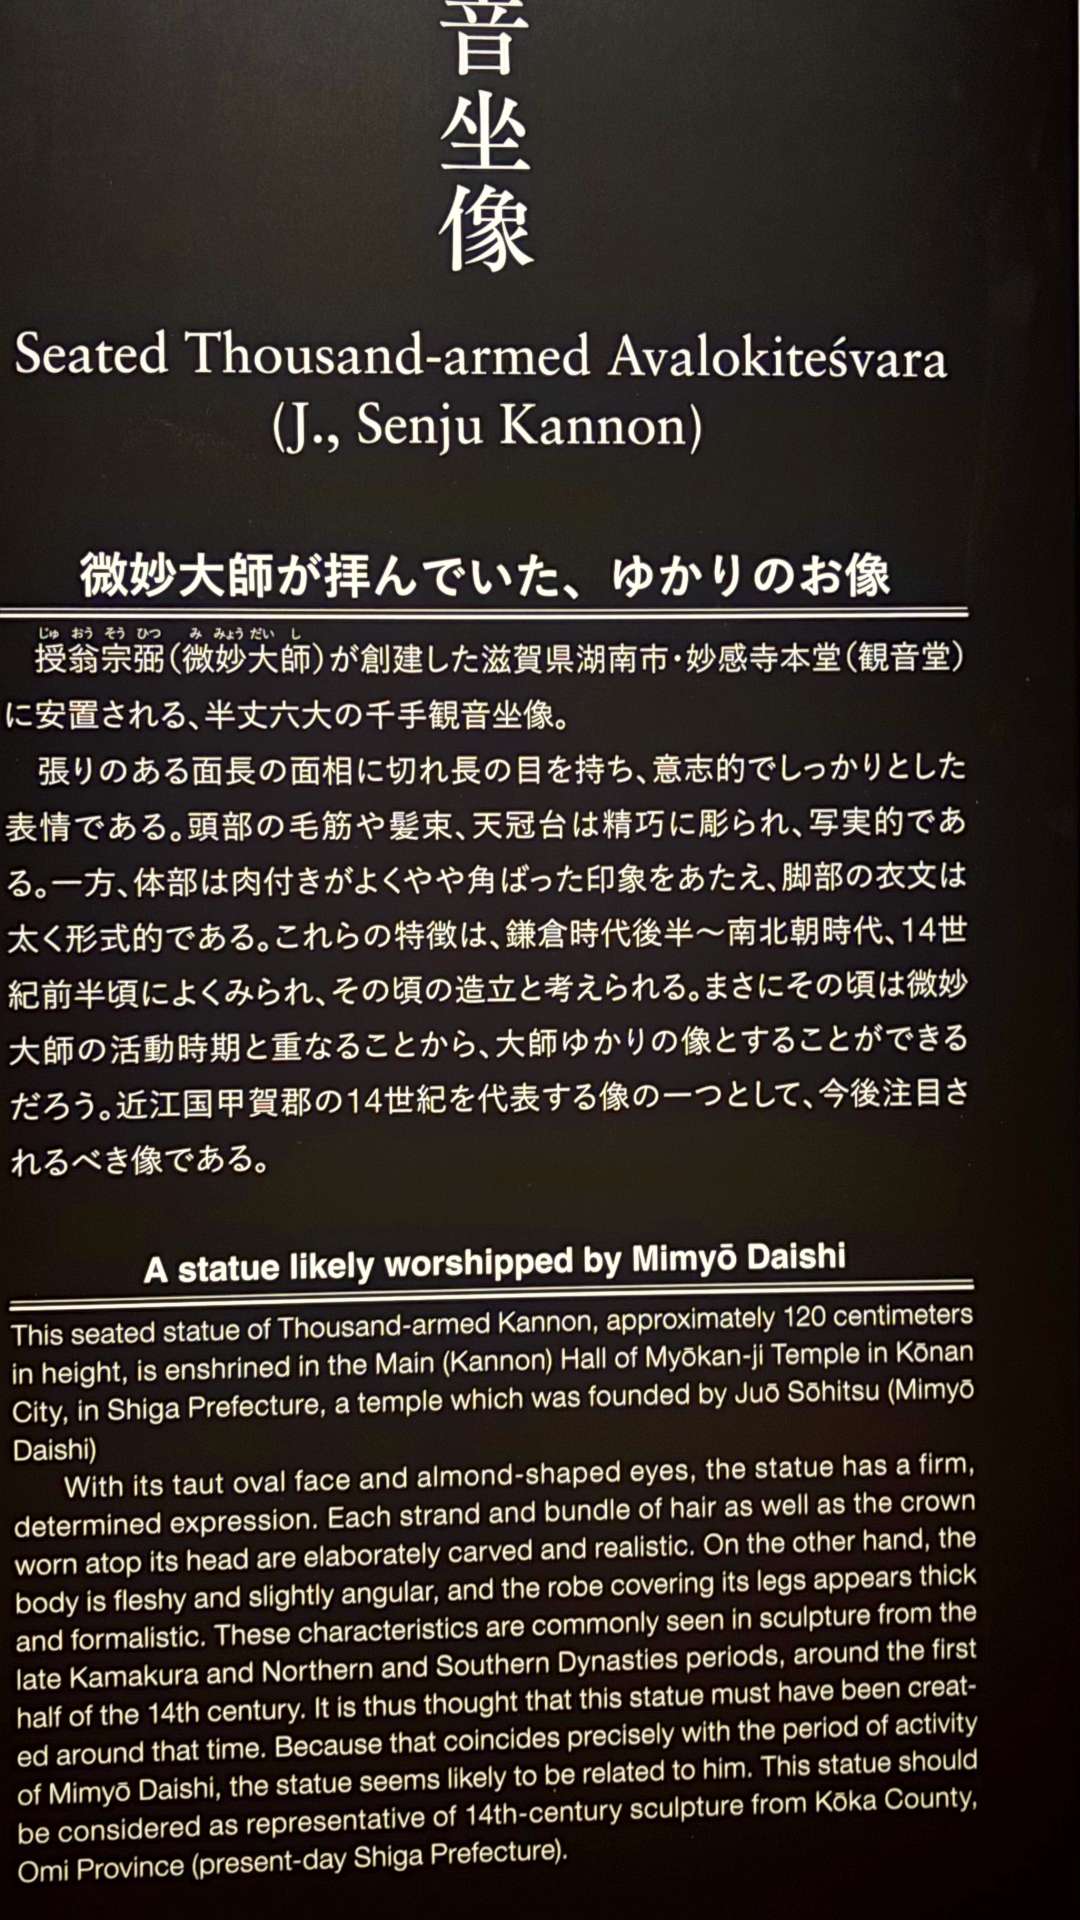 音坐像
Seated Thousand-armed Avalokiteśvara
(J., Senju Kannon)
微妙大師が拝んでいた、ゆかりのお像
じゅ おう そう ひつ み みょう だい し
授翁宗弼(微妙大師)が創建した滋賀県湖南市・妙感寺本堂(観音堂)
に安置される、半丈六大の千手観音坐像。
張りのある面長の面相に切れ長の目を持ち、意志的でしっかりとした
表情である。頭部の毛筋や髪束、天冠台は精巧に彫られ、写実的であ
る。一方、体部は肉付きがよくやや角ばった印象をあたえ、脚部の衣文は
太く形式的である。これらの特徴は、鎌倉時代後半～南北朝時代、14世
紀前半頃によくみられ、その頃の造立と考えられる。まさにその頃は微妙
大師の活動時期と重なることから、大師ゆかりの像とすることができる
だろう。近江国甲賀郡の14世紀を代表する像の一つとして、今後注目さ
れるべき像である。
A statue likely worshipped by Mimyō Daishi
This seated statue of Thousand-armed Kannon, approximately 120 centimeters
in height, is enshrined in the Main (Kannon) Hall of Myōkan-ji Temple in Kōnan
City, in Shiga Prefecture, a temple which was founded by Juō Sōhitsu (Mimyō
Daishi)
With its taut oval face and almond-shaped eyes, the statue has a firm,
determined expression. Each strand and bundle of hair as well as the crown
worn atop its head are elaborately carved and realistic. On the other hand, the
body is fleshy and slightly angular, and the robe covering its legs appears thick
and formalistic. These characteristics are commonly seen in sculpture from the
late Kamakura and Northern and Southern Dynasties periods, around the first
half of the 14th century. It is thus thought that this statue must have been creat-
ed around that time. Because that coincides precisely with the period of activity
of Mimyō Daishi, the statue seems likely to be related to him. This statue should
be considered as representative of 14th-century sculpture from Kōka County,
Omi Province (present-day Shiga Prefecture).